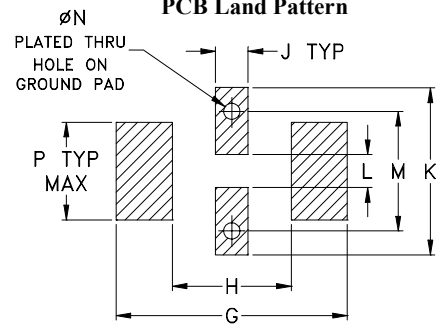 PCB Land Pattern
øN
PLATED THRU
HOLE ON
GROUND PAD
J TYP
P TYP
MAX
L
M
K
H
G